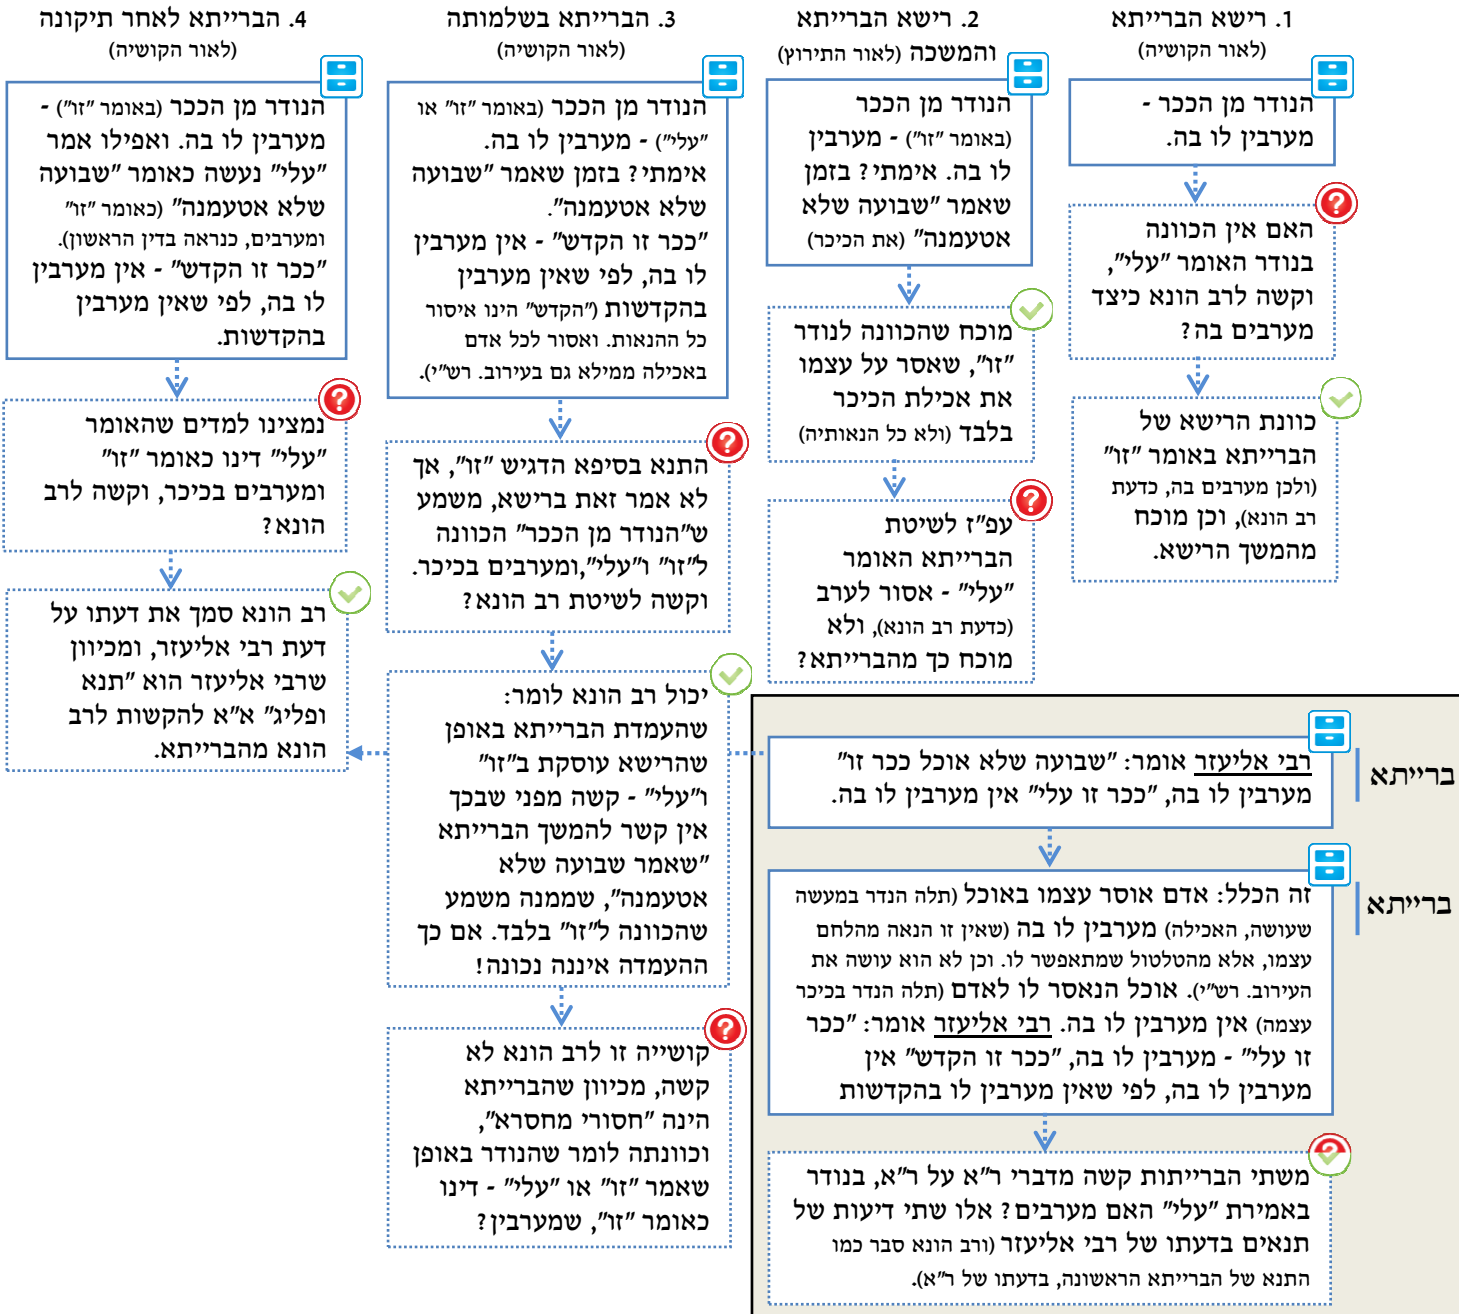 1. רישא הברייתא
(לאור הקושיה)
הנודר מן הככר -
מערבין לו בה.
האם אין הכוונה
בנודר האומר "עלי",
וקשה לרב הונא כיצד
מערבים בה?
כוונת הרישא של
הברייתא באומר "זו"
(ולכן מערבים בה, כדעת
רב הונא), וכן מוכח
מהמשך הרישא.
2. רישא הברייתא
והמשכה (לאור התירוץ)
הנודר מן הככר
(באומר "זו") - מערבין
לו בה. אימתי? בזמן
שאמר "שבועה שלא
אטעמנה" (את הכיכר)
מוכח שהכוונה לנודר
"זו", שאסר על עצמו
את אכילת הכיכר
בלבד (ולא כל הנאותיה)
עפ"ז לשיטת
הברייתא האומר
"עלי" - אסור לערב
(כדעת רב הונא), ולא
מוכח כך מהברייתא?
3. הברייתא בשלמותה
(לאור הקושיה)
הנודר מן הככר (באומר "זו" או
"עלי") - מערבין לו בה.
אימתי? בזמן שאמר "שבועה
שלא אטעמנה".
"ככר זו הקדש" - אין מערבין
לו בה, לפי שאין מערבין
בהקדשות ("הקדש" הינו איסור
כל ההנאות. ואסור לכל אדם
באכילה ממילא גם בעירוב. רש"י).
התנא בסיפא הדגיש "זו", אך
לא אמר זאת ברישא, משמע
ש"הנודר מן הככר" הכוונה
ל"זו" ו"עלי",ומערבים בכיכר.
וקשה לשיטת רב הונא?
יכול רב הונא לומר:
שהעמדת הברייתא באופן
שהרישא עוסקת ב"זו"
ו"עלי" - קשה מפני שבכך
אין קשר להמשך הברייתא
"שאמר שבועה שלא
אטעמנה", שממנה משמע
שהכוונה ל"זו" בלבד. אם כך
ההעמדה איננה נכונה!
קושייה זו לרב הונא לא
קשה, מכיוון שהברייתא
הינה "חסורי מחסרא",
וכוונתה לומר שהנודר באופן
שאמר "זו" או "עלי" - דינו
כאומר "זו", שמערבין?
4. הברייתא לאחר תיקונה
(לאור הקושיה)
הנודר מן הככר (באומר "זו") -
מערבין לו בה. ואפילו אמר
"עלי" נעשה כאומר "שבועה
שלא אטעמנה" (כאומר "זו"
ומערבים, כנראה בדין הראשון).
"ככר זו הקדש" - אין מערבין
לו בה, לפי שאין מערבין
בהקדשות.
נמצינו למדים שהאומר
"עלי" דינו כאומר "זו"
ומערבים בכיכר, וקשה לרב
הונא?
רב הונא סמך את דעתו על
דעת רבי אליעזר, ומכיוון
שרבי אליעזר הוא "תנא
ופליג" א"א להקשות לרב
הונא מהברייתא.
ברייתא
רבי אליעזר אומר: "שבועה שלא אוכל ככר זו"
מערבין לו בה, "ככר זו עלי" אין מערבין לו בה.
ברייתא
זה הכלל: אדם אוסר עצמו באוכל (תלה הנדר במעשה
שעושה, האכילה) מערבין לו בה (שאין זו הנאה מהלחם
עצמו, אלא מהטלטול שמתאפשר לו. וכן לא הוא עושה את
העירוב. רש"י). אוכל הנאסר לו לאדם (תלה הנדר בכיכר
עצמה) אין מערבין לו בה. רבי אליעזר אומר: "ככר
זו עלי" - מערבין לו בה, "ככר זו הקדש" אין
מערבין לו בה, לפי שאין מערבין לו בהקדשות
משתי הברייתות קשה מדברי ר"א על ר"א, בנודר
באמירת "עלי" האם מערבים? אלו שתי דיעות של
תנאים בדעתו של רבי אליעזר (ורב הונא סבר כמו
התנא של הברייתא הראשונה, בדעתו של ר"א).